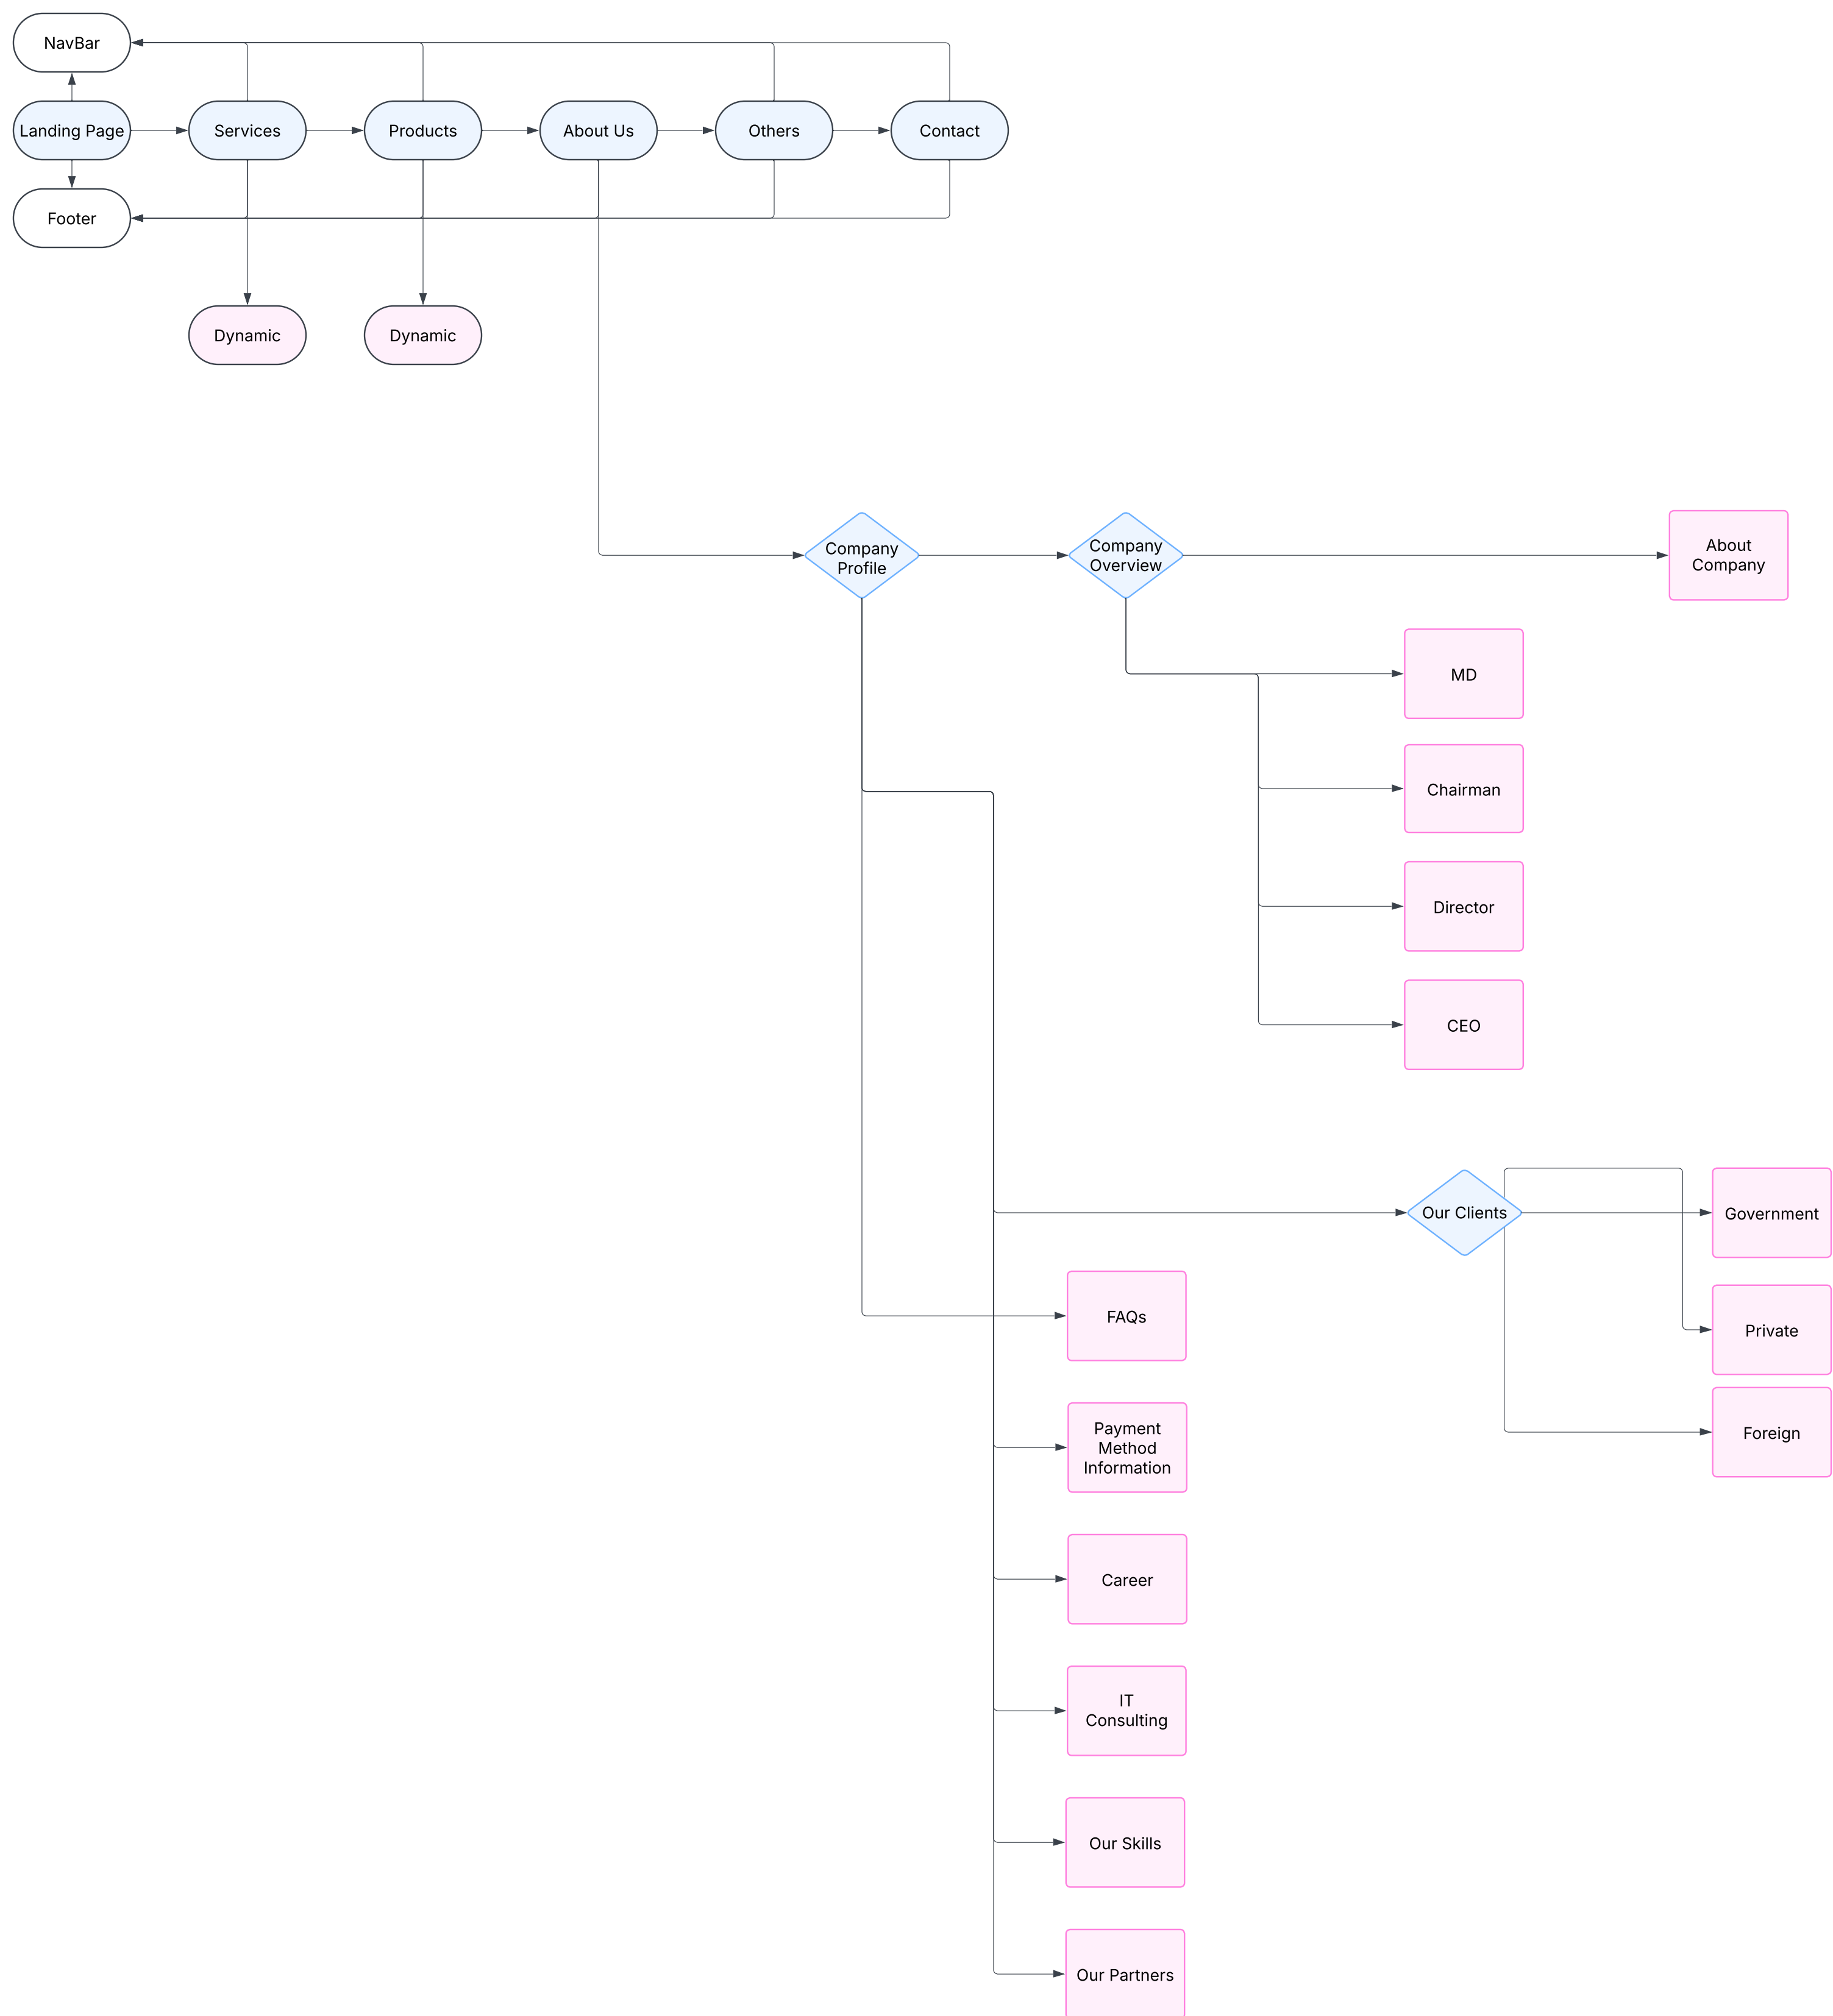 NavBar
Landing Page
Services
Products
About Us
Others
Contact
Footer
Dynamic
Dynamic
Company
Profile
Company
Overview
About
Company
MD
Chairman
Director
CEO
Our Clients
Government
FAQs
Private
Payment
Method
Information
Foreign
Career
IT
Consulting
Our Skills
Our Partners